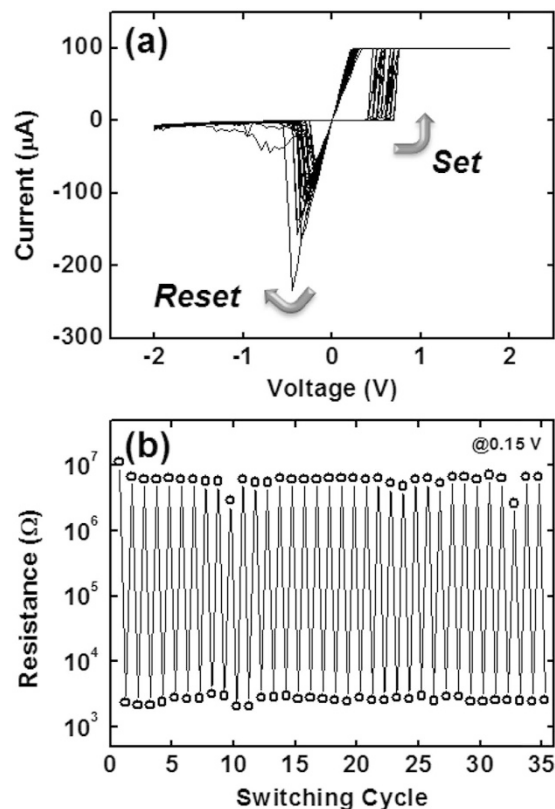 (a)
100
0
-100
-200
-300
Current (µA)
Set
Reset
-2 -1 0 1 2
Voltage (V)
(b)
@0.15 V
10⁷
10⁶
10⁵
10⁴
10³
Resistance (Ω)
0 5 10 15 20 25 30 35
Switching Cycle